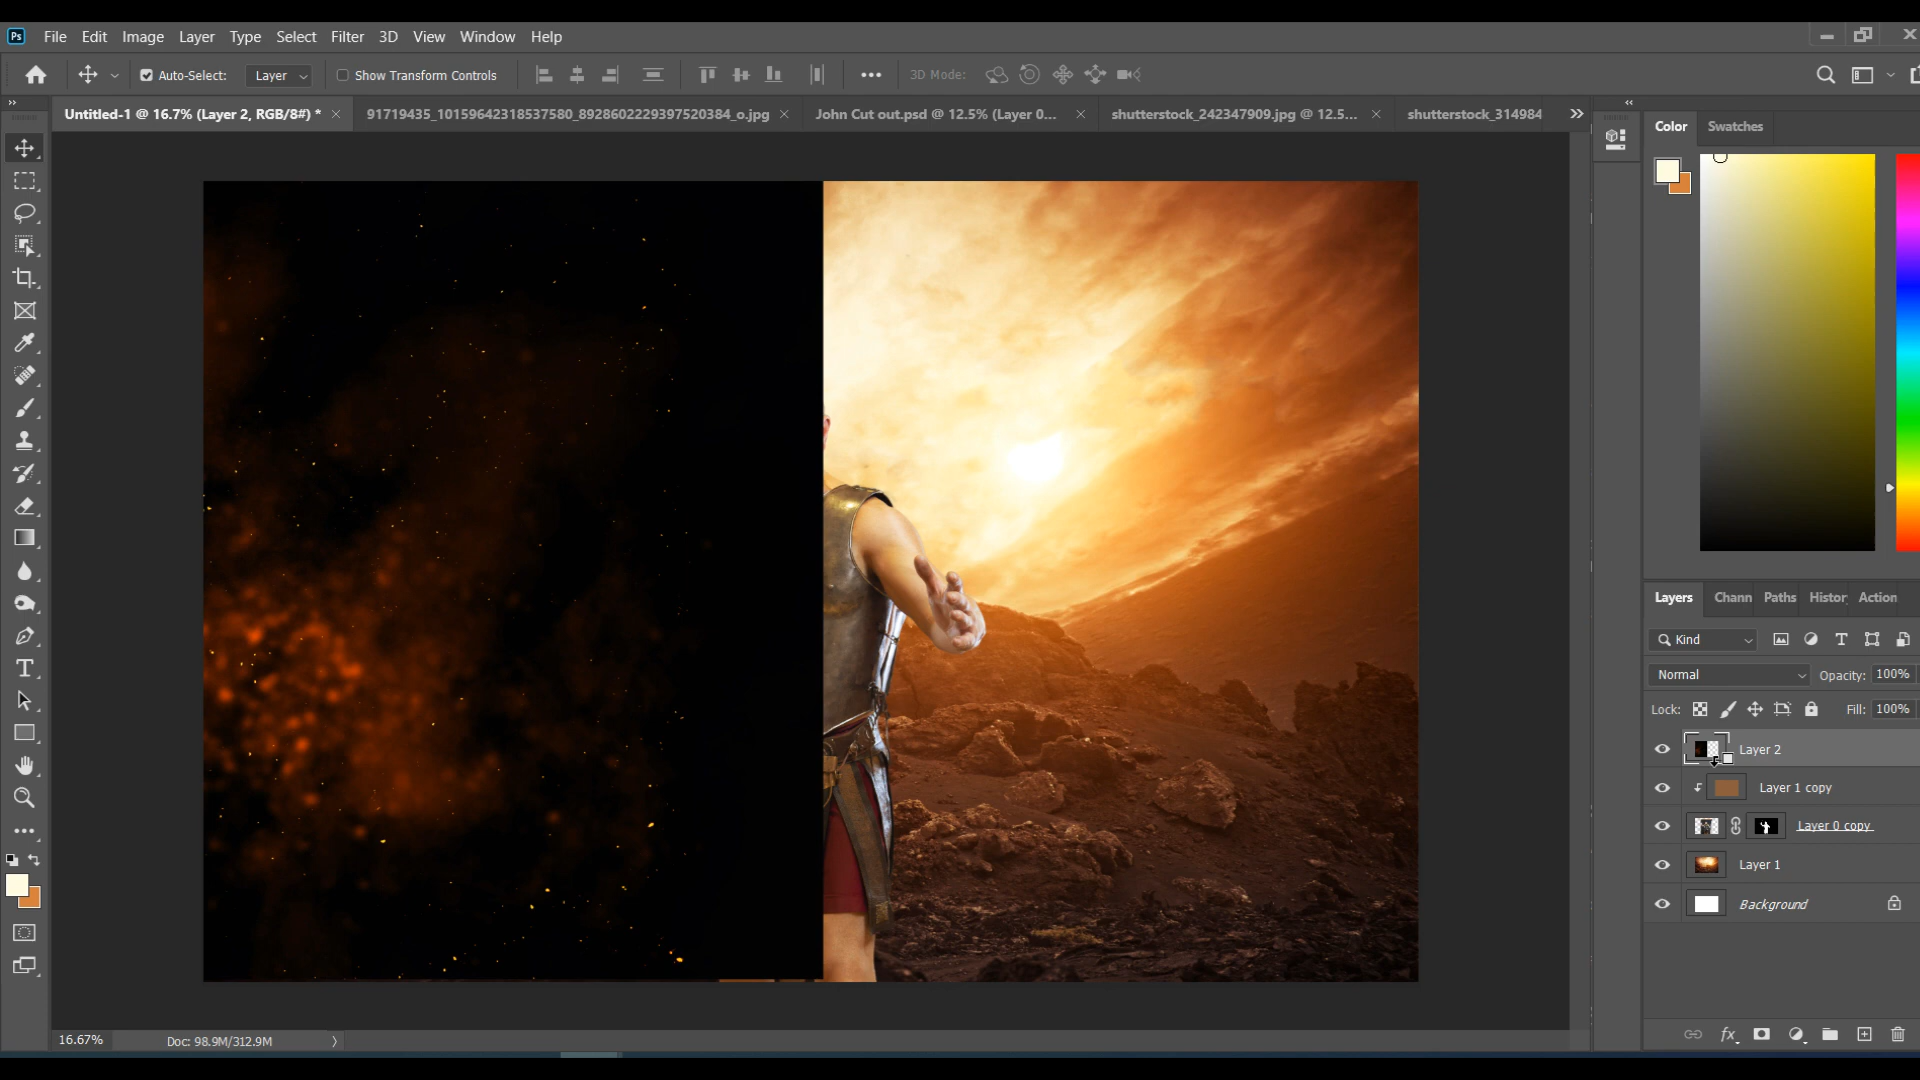 Ps File Edit Image Layer Type Select Filter 3D View Window Help
Auto-Select: Layer Show Transform Controls 3D Mode:
Untitled-1 @ 16.7% (Layer 2, RGB/8#) * 91719435_10159642318537580_8928602229397520384_o.jpg John Cut out.psd @ 12.5% (Layer 0... shutterstock_242347909.jpg @ 12.5... shutterstock_314984
Color Swatches
Layers Chann Paths Histor Action
Kind
Normal Opacity: 100%
Lock: Fill: 100%
Layer 2
Layer 1 copy
Layer 0 copy
Layer 1
Background
16.67% Doc: 98.9M/312.9M
fx